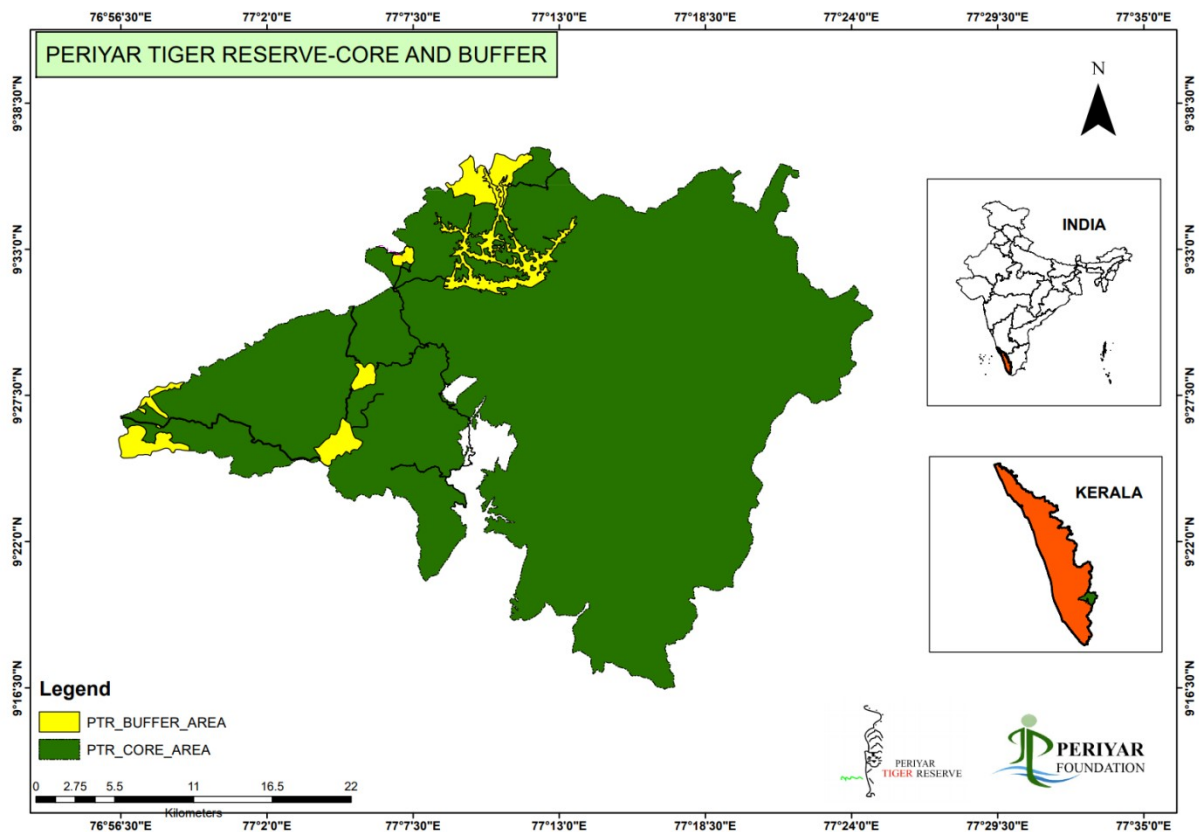 76°56'30"E 77°2'0"E 77°7'30"E 77°13'0"E 77°18'30"E 77°24'0"E 77°29'30"E 77°35'0"E
PERIYAR TIGER RESERVE-CORE AND BUFFER
N
9°38'30"N 9°38'30"N
INDIA
9°33'0"N 9°33'0"N
9°27'30"N 9°27'30"N
KERALA
9°22'0"N 9°22'0"N
9°16'30"N 9°16'30"N
Legend
PTR_BUFFER_AREA
PTR_CORE_AREA
0 2.75 5.5 11 16.5 22
Kilometers
PERIYAR
TIGER RESERVE
PERIYAR
FOUNDATION
76°56'30"E 77°2'0"E 77°7'30"E 77°13'0"E 77°18'30"E 77°24'0"E 77°29'30"E 77°35'0"E